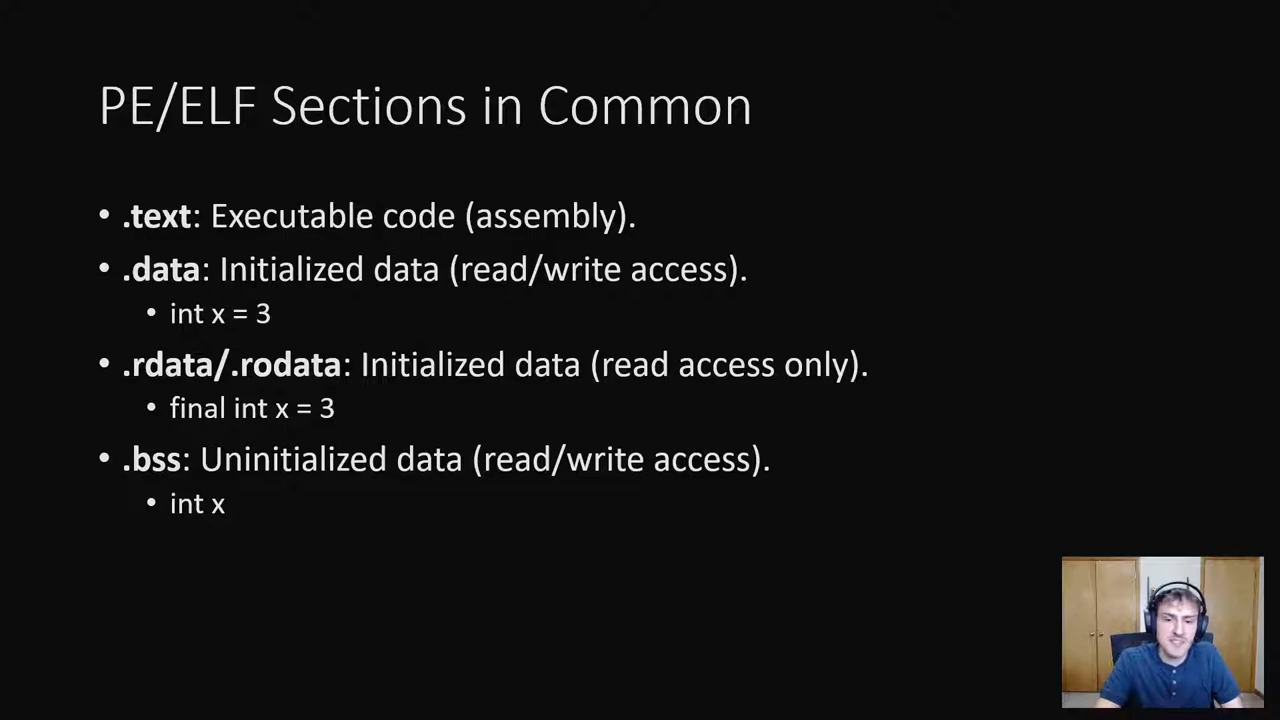 PE/ELF Sections in Common
• .text: Executable code (assembly).
• .data: Initialized data (read/write access).
• int x = 3
• .rdata/.rodata: Initialized data (read access only).
• final int x = 3
• .bss: Uninitialized data (read/write access).
• int x